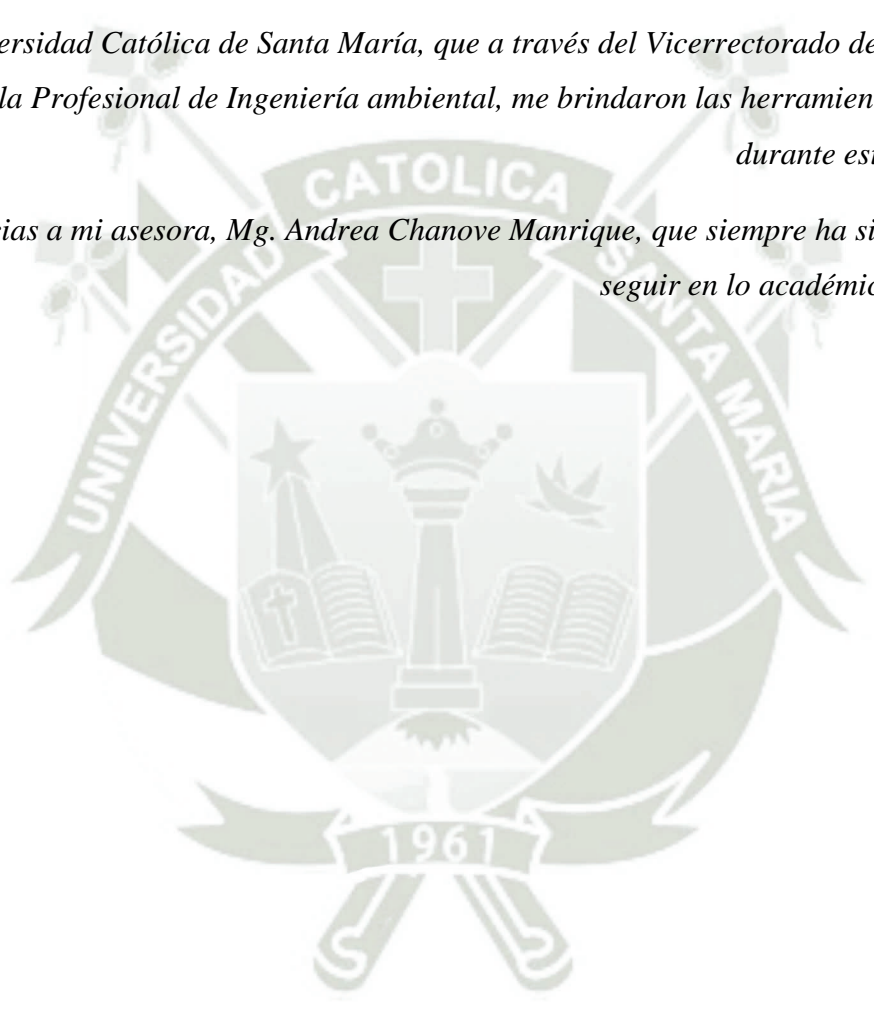 ersidad Católica de Santa María, que a través del Vicerrectorado de
la Profesional de Ingeniería ambiental, me brindaron las herramien
durante est
ias a mi asesora, Mg. Andrea Chanove Manrique, que siempre ha si
seguir en lo académic
UNIVERSIDAD CATOLICA SANTA MARIA
1961